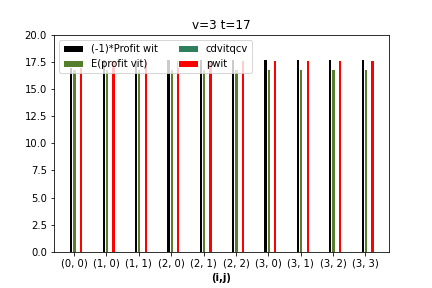 v=3 t=17
20.0
17.5
15.0
12.5
10.0
7.5
5.0
2.5
0.0
(-1)*Profit wit
E(profit vit)
cdvitqcv
pwit
(0, 0) (1, 0) (1, 1) (2, 0) (2, 1) (2, 2) (3, 0) (3, 1) (3, 2) (3, 3)
(i,j)